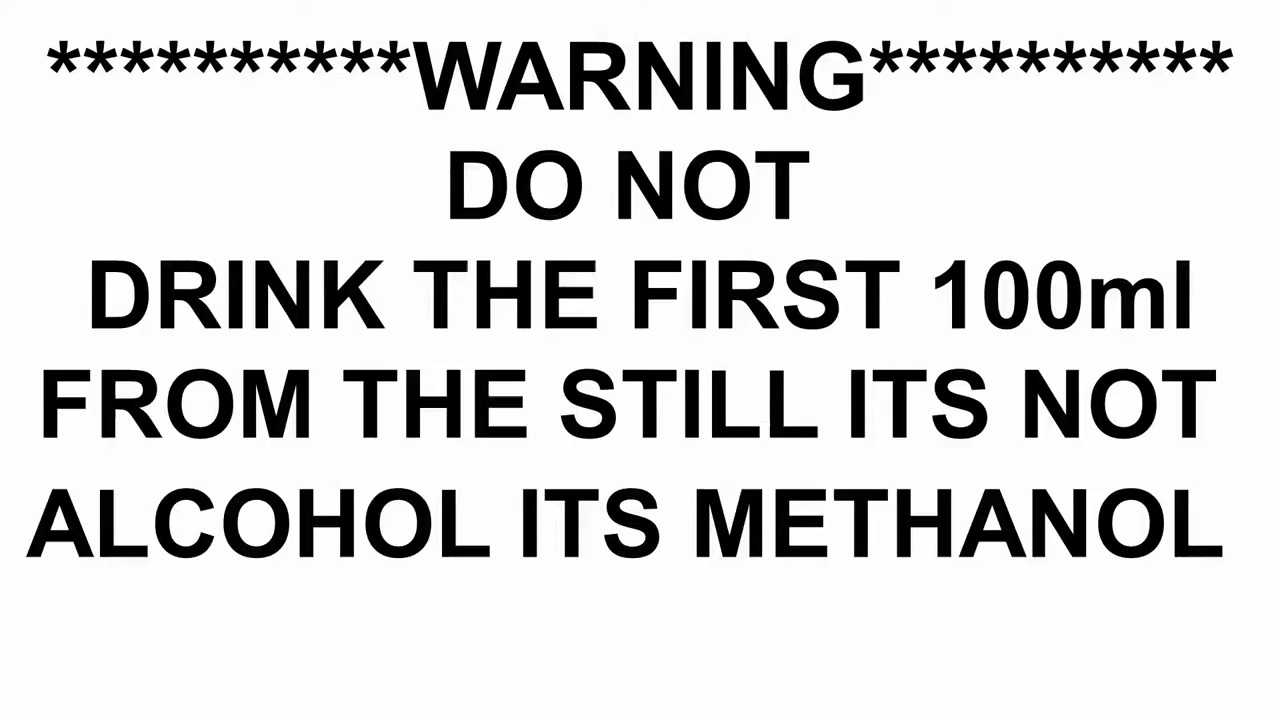 **********WARNING**********
DO NOT
DRINK THE FIRST 100ml
FROM THE STILL ITS NOT
ALCOHOL ITS METHANOL